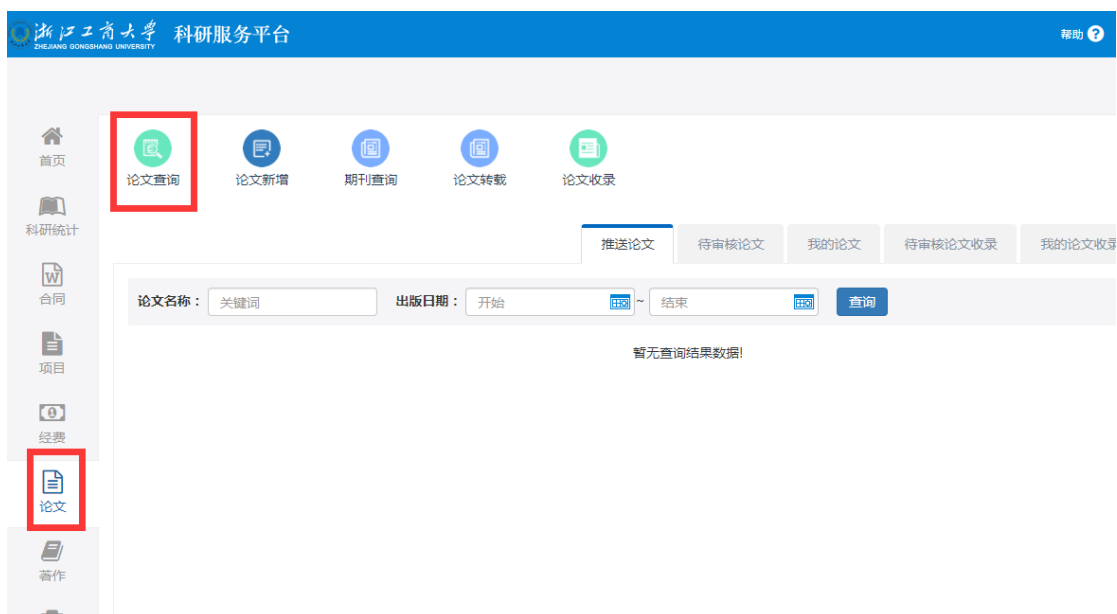 浙江工商大学 科研服务平台 帮助
ZHEJIANG GONGSHANG UNIVERSITY
首页
科研统计
合同
项目
经费
论文
著作
论文查询 论文新增 期刊查询 论文转载 论文收录
推送论文 待审核论文 我的论文 待审核论文收录 我的论文收录
论文名称： 关键词 出版日期： 开始 ~ 结束 查询
暂无查询结果数据!